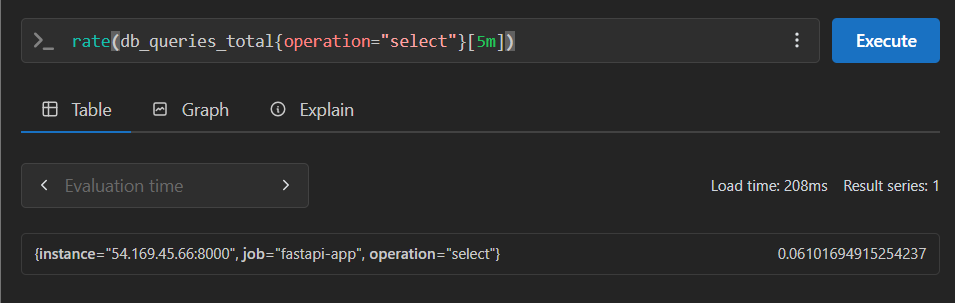 >_ rate(db_queries_total{operation="select"}[5m])
Execute
Table Graph Explain
Evaluation time
Load time: 208ms Result series: 1
{instance="54.169.45.66:8000", job="fastapi-app", operation="select"} 0.06101694915254237